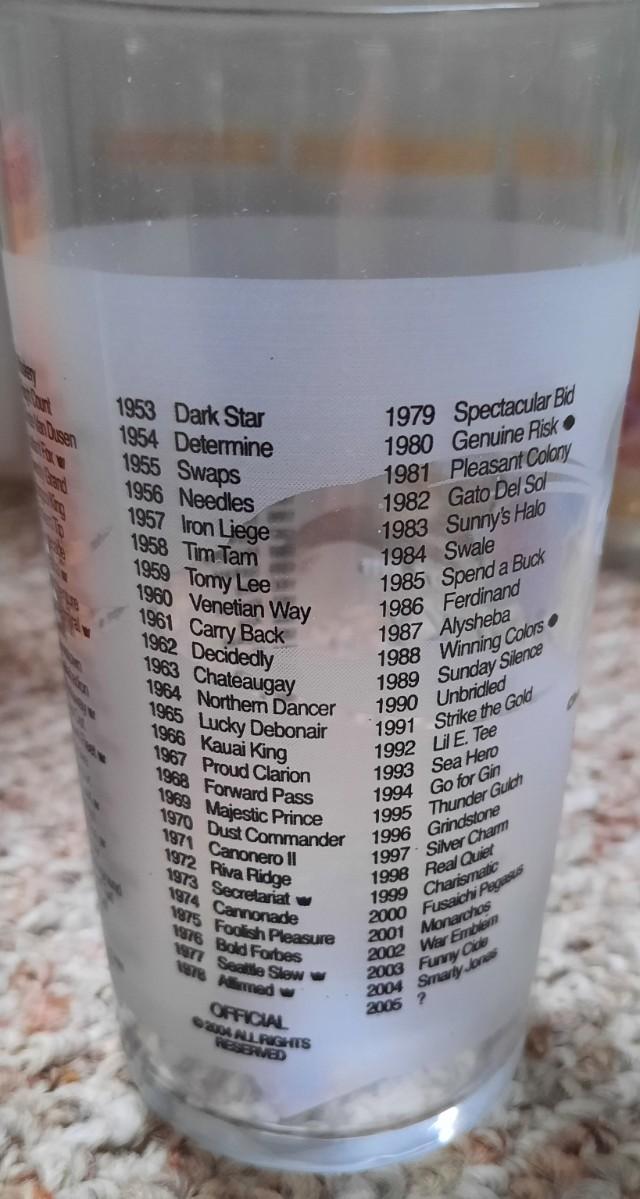 Count
Van Dusen
1953 Dark Star
1954 Determine
1955 Swaps
1956 Needles
1957 Iron Liege
1958 Tim Tam
1959 Tomy Lee
1960 Venetian Way
1961 Carry Back
1962 Decidedly
1963 Chateaugay
1964 Northern Dancer
1965 Lucky Debonair
1966 Kauai King
1967 Proud Clarion
1968 Forward Pass
1969 Majestic Prince
1970 Dust Commander
1971 Canonero II
1972 Riva Ridge
1973 Secretariat
1974 Cannonade
1975 Foolish Pleasure
1976 Bold Forbes
1977 Seattle Slew
1978 Affirmed
OFFICIAL
© 2004 ALL RIGHTS
RESERVED
1979 Spectacular Bid
1980 Genuine Risk ●
1981 Pleasant Colony
1982 Gato Del Sol
1983 Sunny's Halo
1984 Swale
1985 Spend a Buck
1986 Ferdinand
1987 Alysheba
1988 Winning Colors ●
1989 Sunday Silence
1990 Unbridled
1991 Strike the Gold
1992 Lil E. Tee
1993 Sea Hero
1994 Go for Gin
1995 Thunder Gulch
1996 Grindstone
1997 Silver Charm
1998 Real Quiet
1999 Charismatic
2000 Fusaichi Pegasus
2001 Monarchos
2002 War Emblem
2003 Funny Cide
2004 Smarty Jones
2005 ?